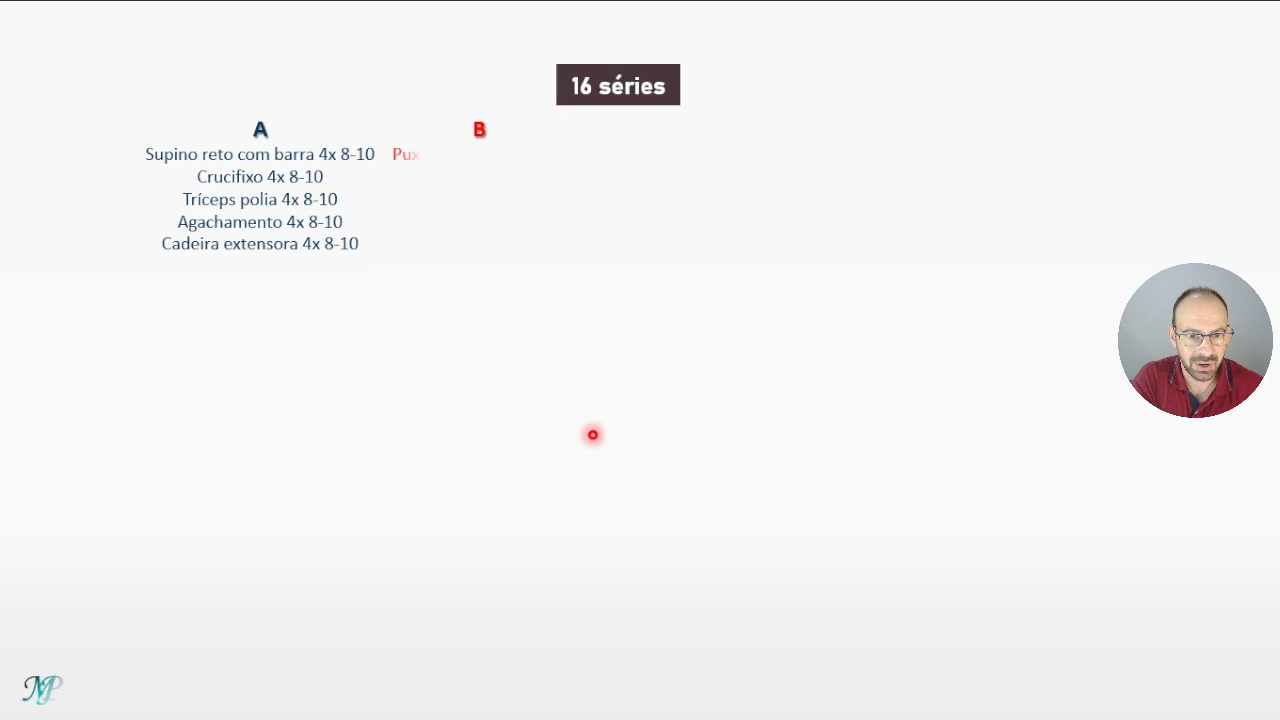 16 séries
A
B
Supino reto com barra 4x 8-10
Pux
Crucifixo 4x 8-10
Tríceps polia 4x 8-10
Agachamento 4x 8-10
Cadeira extensora 4x 8-10
MP